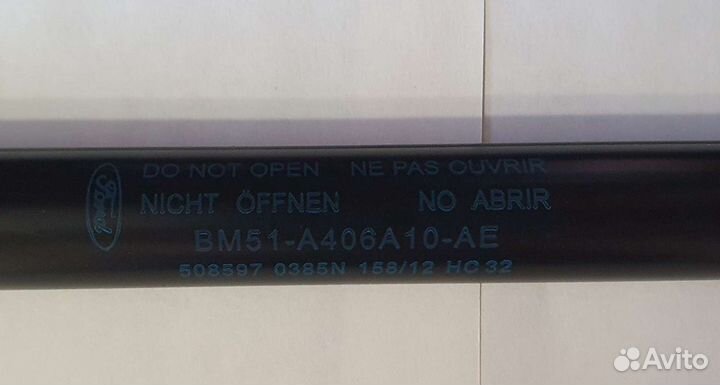 DO NOT OPEN NE PAS OUVRIR
Ford
NICHT ÖFFNEN NO ABRIR
BM51-A406A10-AE
508597 0385N 158/12 HC 32
Avito